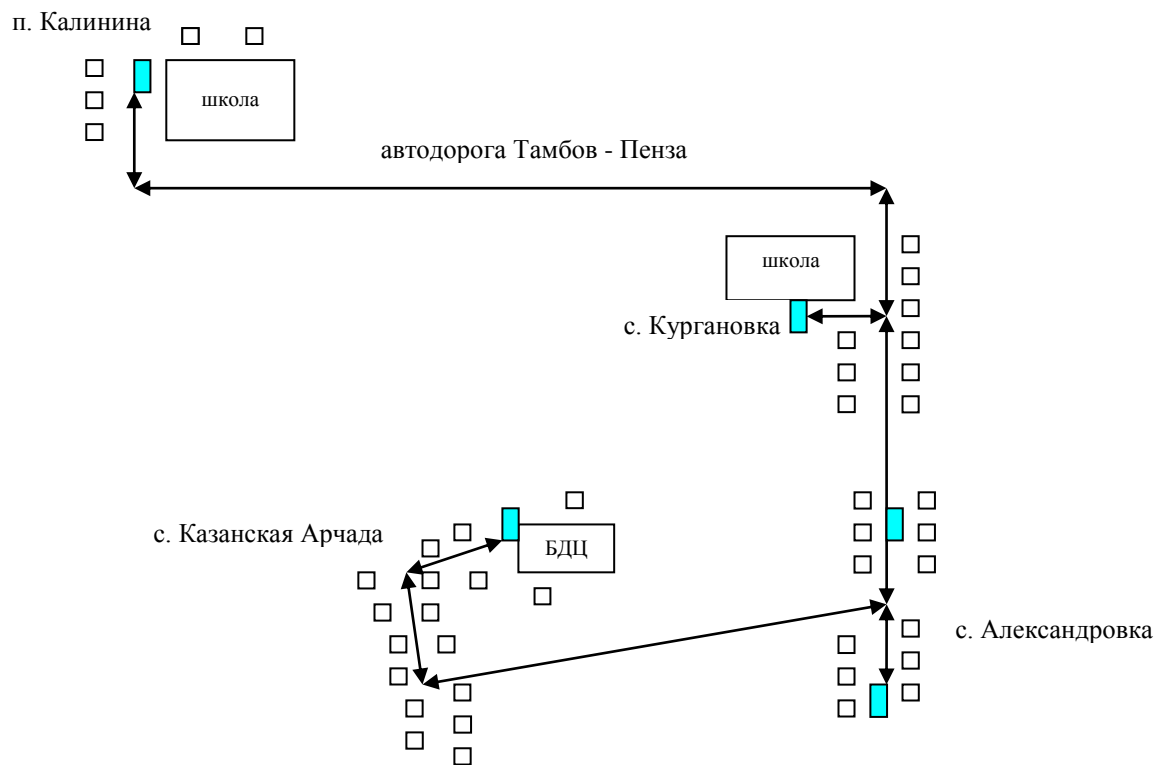 п. Калинина
школа
автодорога Тамбов - Пенза
школа
с. Кургановка
с. Казанская Арчада
БДЦ
с. Александровка